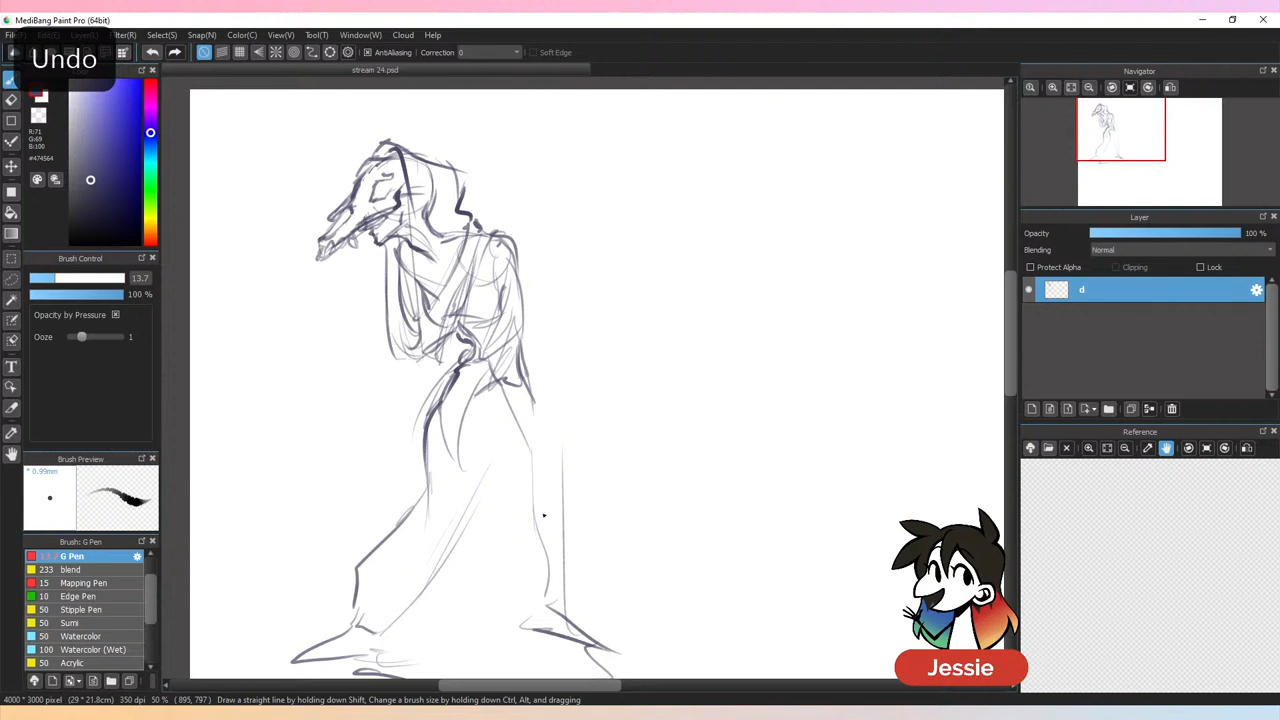 MediBang Paint Pro (64bit)
Undo
Filter(R) Select(S) Snap(N) Color(C) View(V) Tool(T) Window(W) Cloud Help
AntiAliasing Correction 0 Soft Edge
stream 24.psd
R:71
G:69
B:100
#474564
Brush Control
13.7
100 %
Opacity by Pressure
Ooze 1
Brush Preview
* 0.99mm
Brush: G Pen
G Pen
233 blend
15 Mapping Pen
10 Edge Pen
50 Stipple Pen
50 Sumi
50 Watercolor
100 Watercolor (Wet)
50 Acrylic
Navigator
Layer
Opacity 100 %
Blending Normal
Protect Alpha Clipping Lock
d
Reference
Jessie
4000 * 3000 pixel (29 * 21.8cm) 350 dpi 50 % ( 895, 797 ) Draw a straight line by holding down Shift, Change a brush size by holding down Ctrl, Alt, and dragging